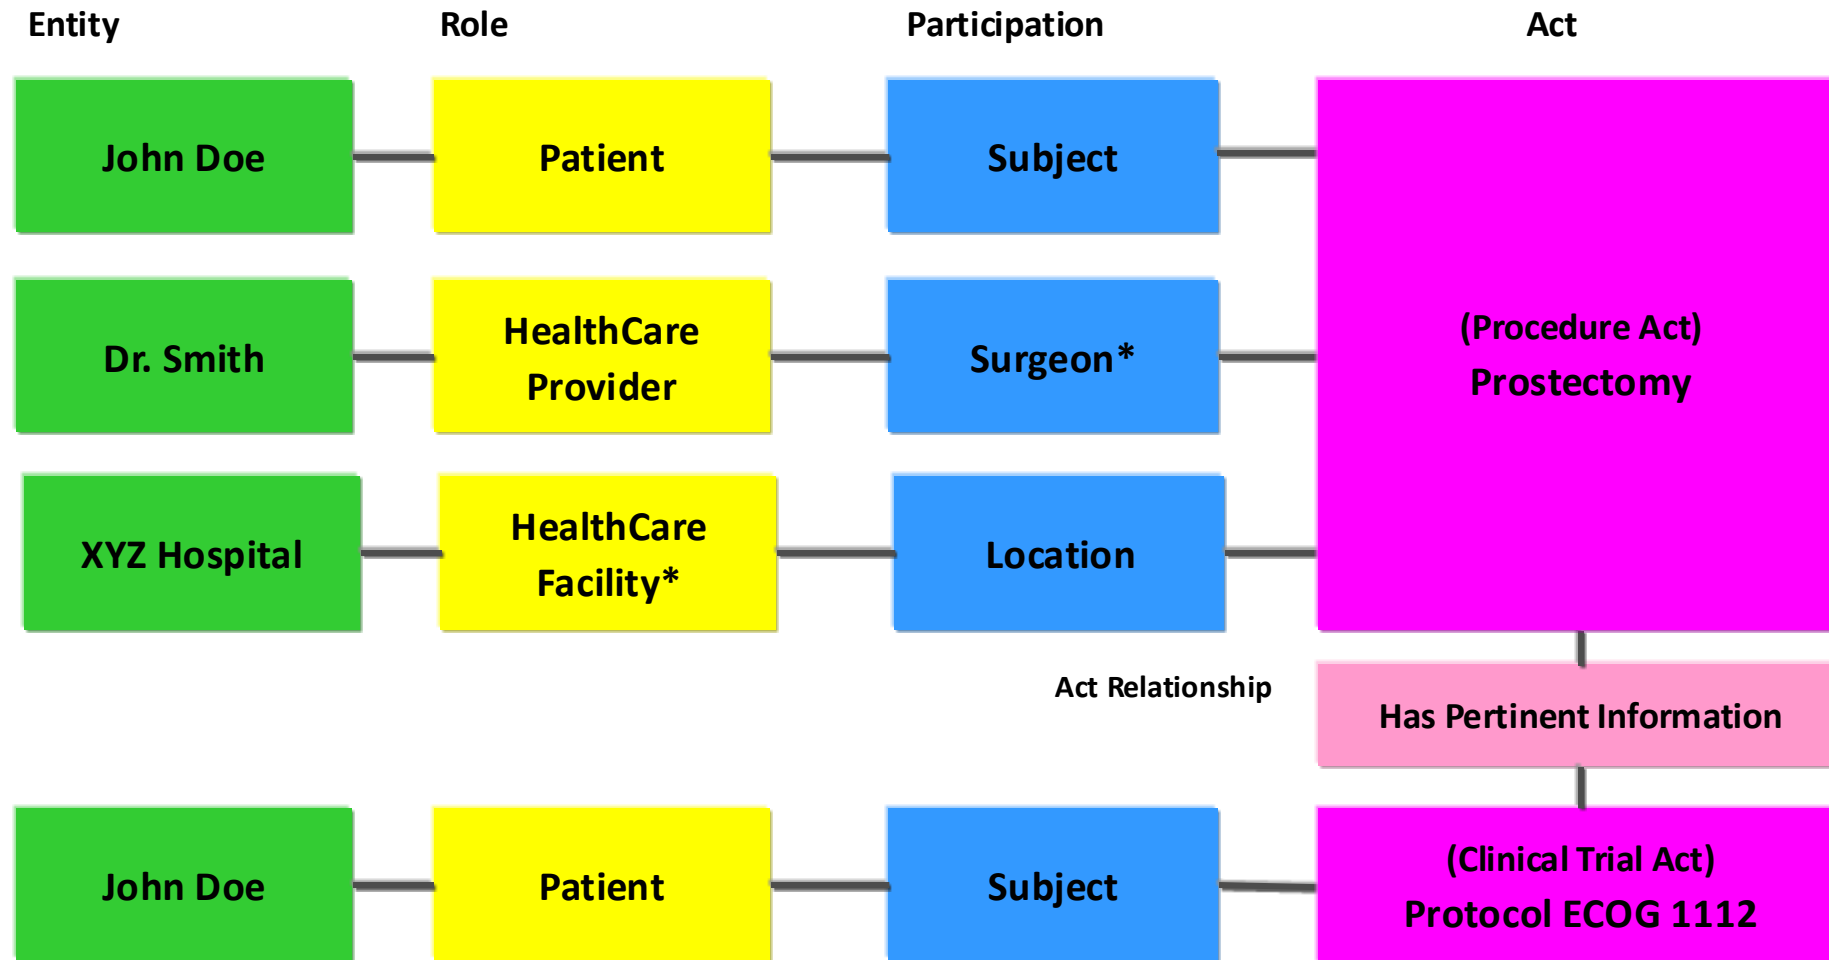 Entity
Role
Participation
Act
John Doe
Patient
Subject
Dr. Smith
HealthCare
Provider
Surgeon*
(Procedure Act)
Prostectomy
XYZ Hospital
HealthCare
Facility*
Location
Act Relationship
Has Pertinent Information
John Doe
Patient
Subject
(Clinical Trial Act)
Protocol ECOG 1112